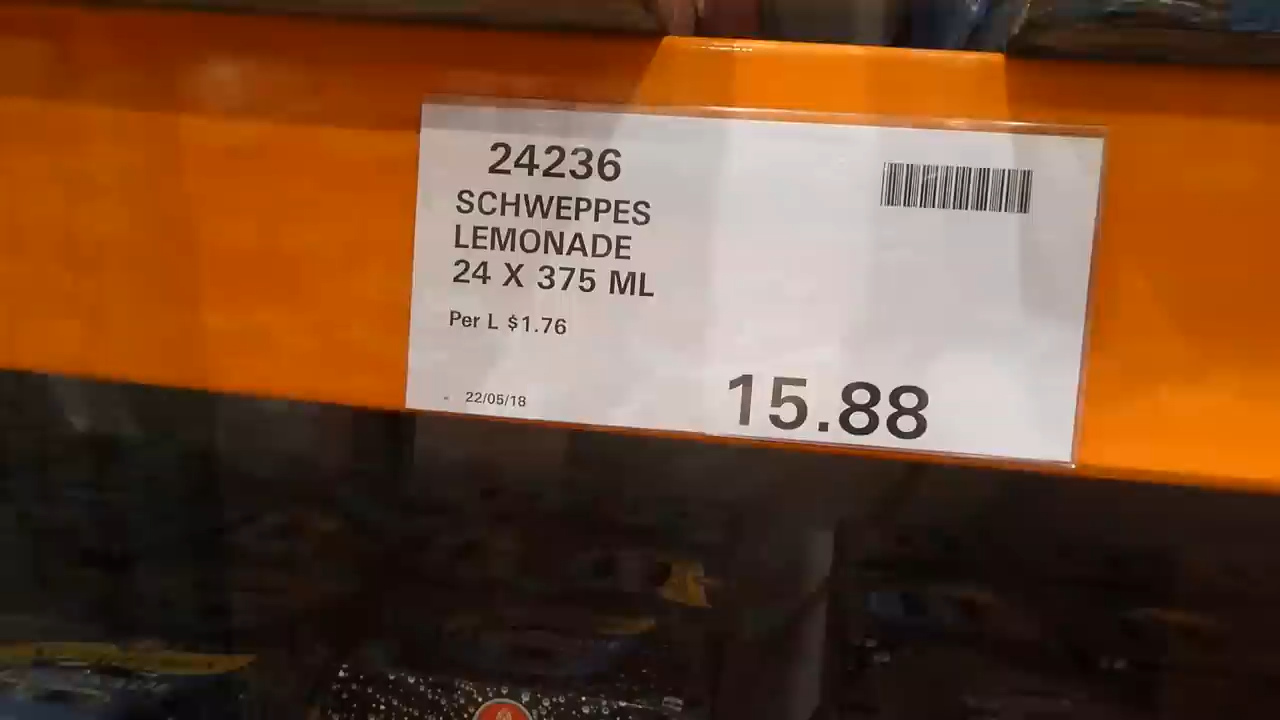 24236
SCHWEPPES
LEMONADE
24 X 375 ML
Per L $1.76
- 22/05/18
15.88